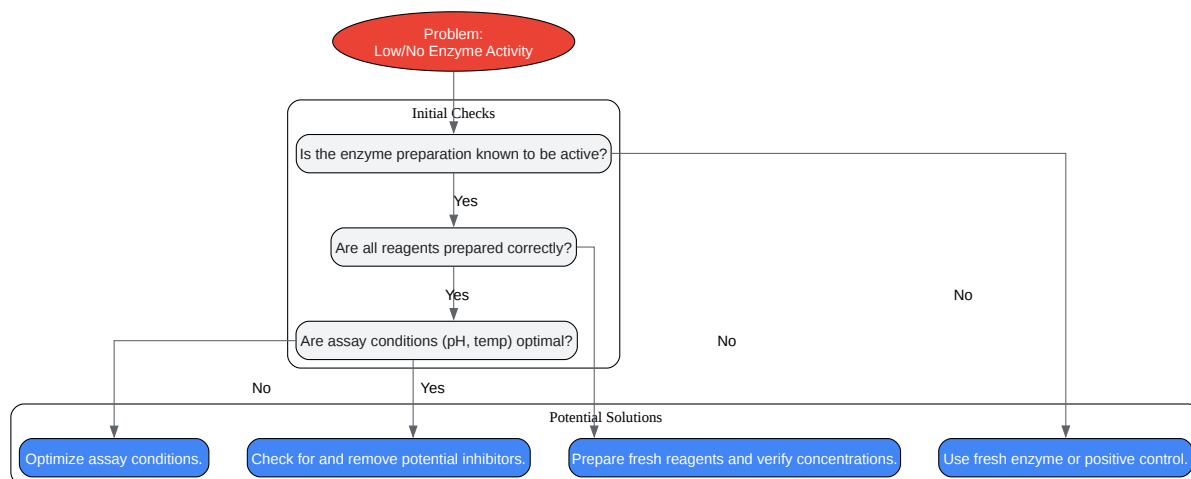 Problem:
Low/No Enzyme Activity
Initial Checks
Is the enzyme preparation known to be active?
Yes
Are all reagents prepared correctly?
Yes
No
Are assay conditions (pH, temp) optimal?
No
No
Yes
Potential Solutions
Optimize assay conditions.
Check for and remove potential inhibitors.
Prepare fresh reagents and verify concentrations.
Use fresh enzyme or positive control.